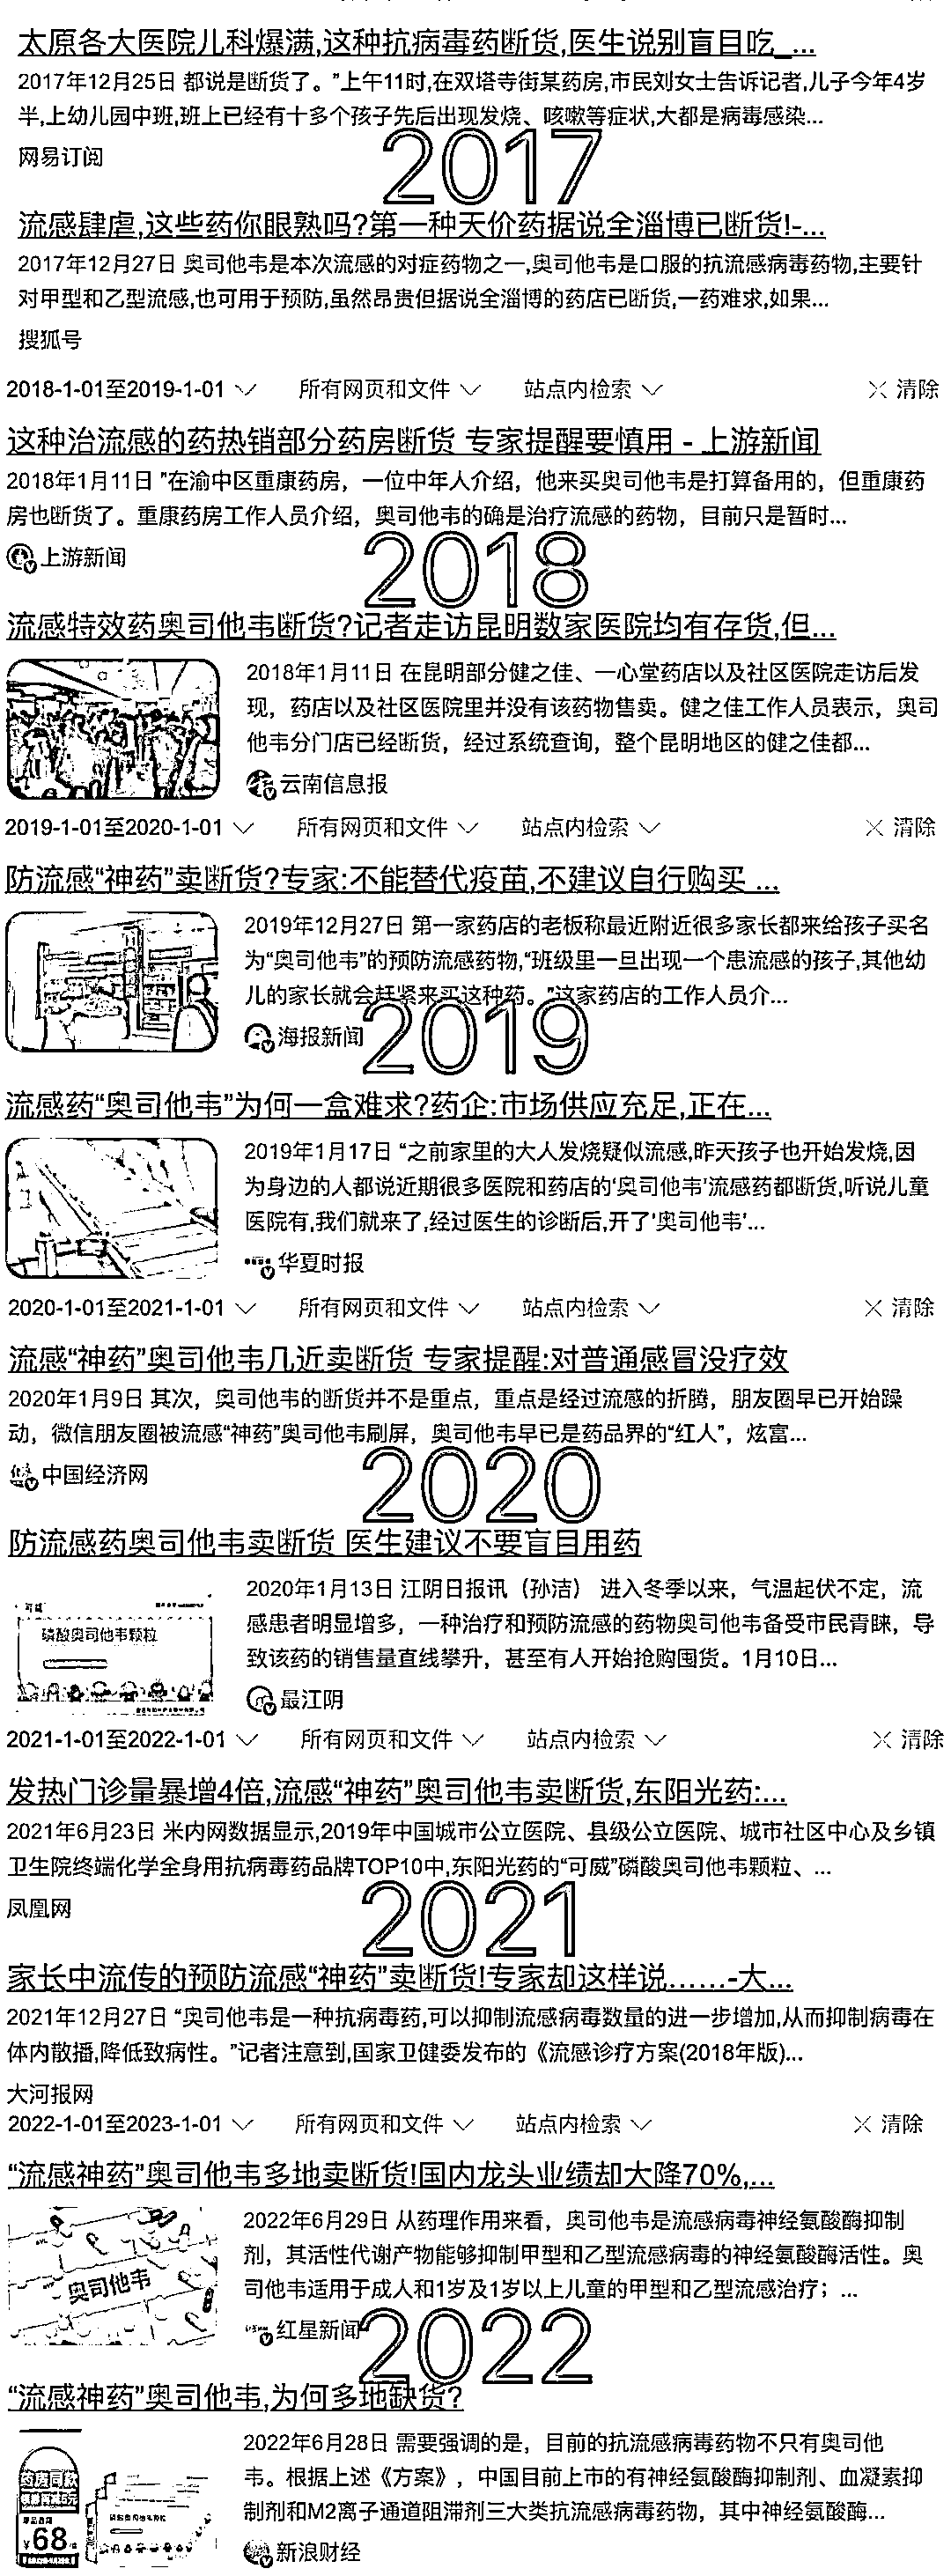 太原各大医院儿科爆满,这种抗病毒药断货,医生说别盲目吃_...
2017年12月25日 都说是断货了。"上午11时,在双塔寺街某药房,市民刘女士告诉记者,儿子今年4岁
半,上幼儿园中班,班上已经有十多个孩子先后出现发烧、咳嗽等症状,大都是病毒感染...
网易订阅
2017
流感肆虐,这些药你眼熟吗?第一种天价药据说全淄博已断货!-...
2017年12月27日 奥司他韦是本次流感的对症药物之一,奥司他韦是口服的抗流感病毒药物,主要针
对甲型和乙型流感,也可用于预防,虽然昂贵但据说全淄博的药店已断货,一药难求,如果...
搜狐号
2018-1-01至2019-1-01 所有网页和文件 站点内检索 清除
这种治流感的药热销部分药房断货 专家提醒要慎用 - 上游新闻
2018年1月11日 "在渝中区重康药房，一位中年人介绍，他来买奥司他韦是打算备用的，但重康药
房也断货了。重康药房工作人员介绍，奥司他韦的确是治疗流感的药物，目前只是暂时...
上游新闻
2018
流感特效药奥司他韦断货?记者走访昆明数家医院均有存货,但...
2018年1月11日 在昆明部分健之佳、一心堂药店以及社区医院走访后发
现，药店以及社区医院里并没有该药物售卖。健之佳工作人员表示，奥司
他韦分门店已经断货，经过系统查询，整个昆明地区的健之佳都...
云南信息报
2019-1-01至2020-1-01 所有网页和文件 站点内检索 清除
防流感“神药”卖断货?专家:不能替代疫苗,不建议自行购买 ...
2019年12月27日 第一家药店的老板称最近附近很多家长都来给孩子买名
为“奥司他韦”的预防流感药物,“班级里一旦出现一个患流感的孩子,其他幼
儿的家长就会赶紧来买这种药。”这家药店的工作人员介...
海报新闻
2019
流感药“奥司他韦”为何一盒难求?药企:市场供应充足,正在...
2019年1月17日 “之前家里的大人发烧疑似流感,昨天孩子也开始发烧,因
为身边的人都说近期很多医院和药店的‘奥司他韦’流感药都断货,听说儿童
医院有,我们就来了,经过医生的诊断后,开了‘奥司他韦’...
华夏时报
2020-1-01至2021-1-01 所有网页和文件 站点内检索 清除
流感“神药”奥司他韦几近卖断货 专家提醒:对普通感冒没疗效
2020年1月9日 其次，奥司他韦的断货并不是重点，重点是经过流感的折腾，朋友圈早已开始躁
动，微信朋友圈被流感“神药”奥司他韦刷屏，奥司他韦早已是药品界的“红人”，炫富...
中国经济网
2020
防流感药奥司他韦卖断货 医生建议不要盲目用药
可威
磷酸奥司他韦颗粒
2020年1月13日 江阴日报讯（孙洁） 进入冬季以来，气温起伏不定，流
感患者明显增多，一种治疗和预防流感的药物奥司他韦备受市民青睐，导
致该药的销售量直线攀升，甚至有人开始抢购囤货。1月10日...
最江阴
2021-1-01至2022-1-01 所有网页和文件 站点内检索 清除
发热门诊量暴增4倍,流感“神药”奥司他韦卖断货,东阳光药:...
2021年6月23日 米内网数据显示,2019年中国城市公立医院、县级公立医院、城市社区中心及乡镇
卫生院终端化学全身用抗病毒药品牌TOP10中,东阳光药的“可威”磷酸奥司他韦颗粒、...
凤凰网
2021
家长中流传的预防流感“神药”卖断货!专家却这样说……-大...
2021年12月27日 “奥司他韦是一种抗病毒药,可以抑制流感病毒数量的进一步增加,从而抑制病毒在
体内散播,降低致病性。”记者注意到,国家卫健委发布的《流感诊疗方案(2018年版)...
大河报网
2022-1-01至2023-1-01 所有网页和文件 站点内检索 清除
“流感神药”奥司他韦多地卖断货!国内龙头业绩却大降70%,...
奥司他韦
2022年6月29日 从药理作用来看，奥司他韦是流感病毒神经氨酸酶抑制
剂，其活性代谢产物能够抑制甲型和乙型流感病毒的神经氨酸酶活性。奥
司他韦适用于成人和1岁及1岁以上儿童的甲型和乙型流感治疗；...
红星新闻
2022
“流感神药”奥司他韦,为何多地缺货?
药房同款
¥68
2022年6月28日 需要强调的是，目前的抗流感病毒药物不只有奥司他
韦。根据上述《方案》，中国目前上市的有神经氨酸酶抑制剂、血凝素抑
制剂和M2离子通道阻滞剂三大类抗流感病毒药物，其中神经氨酸酶...
新浪财经